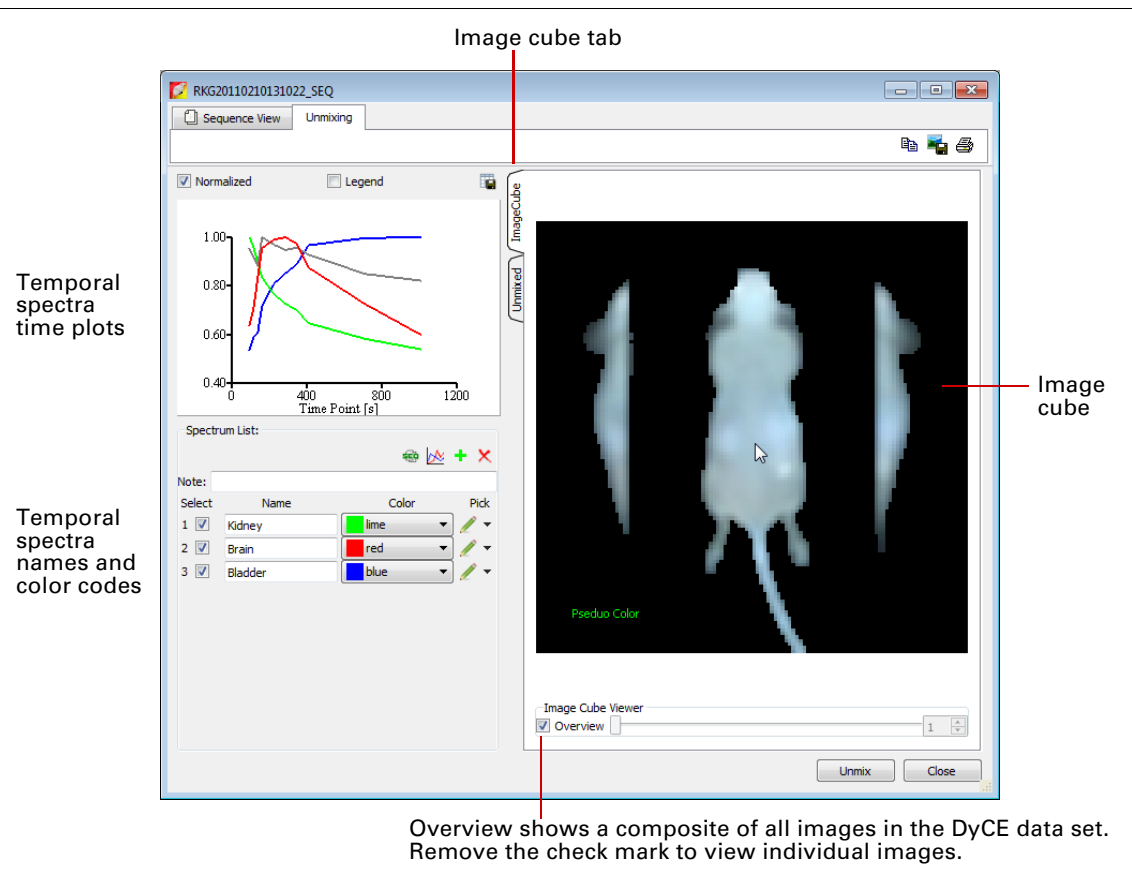 Image cube tab
RKG20110210131022_SEQ
Sequence View
Unmixing
Normalized
Legend
ImageCube
Unmixed
1.00
0.80
0.60
0.40
0
400
800
1200
Time Point [s]
Temporal
spectra
time plots
Image
cube
Spectrum List:
Note:
SEQ
Select Name Color Pick
1 Kidney lime
2 Brain red
3 Bladder blue
Temporal
spectra
names and
color codes
Pseduo Color
Image Cube Viewer
Overview 1
Unmix Close
Overview shows a composite of all images in the DyCE data set.
Remove the check mark to view individual images.